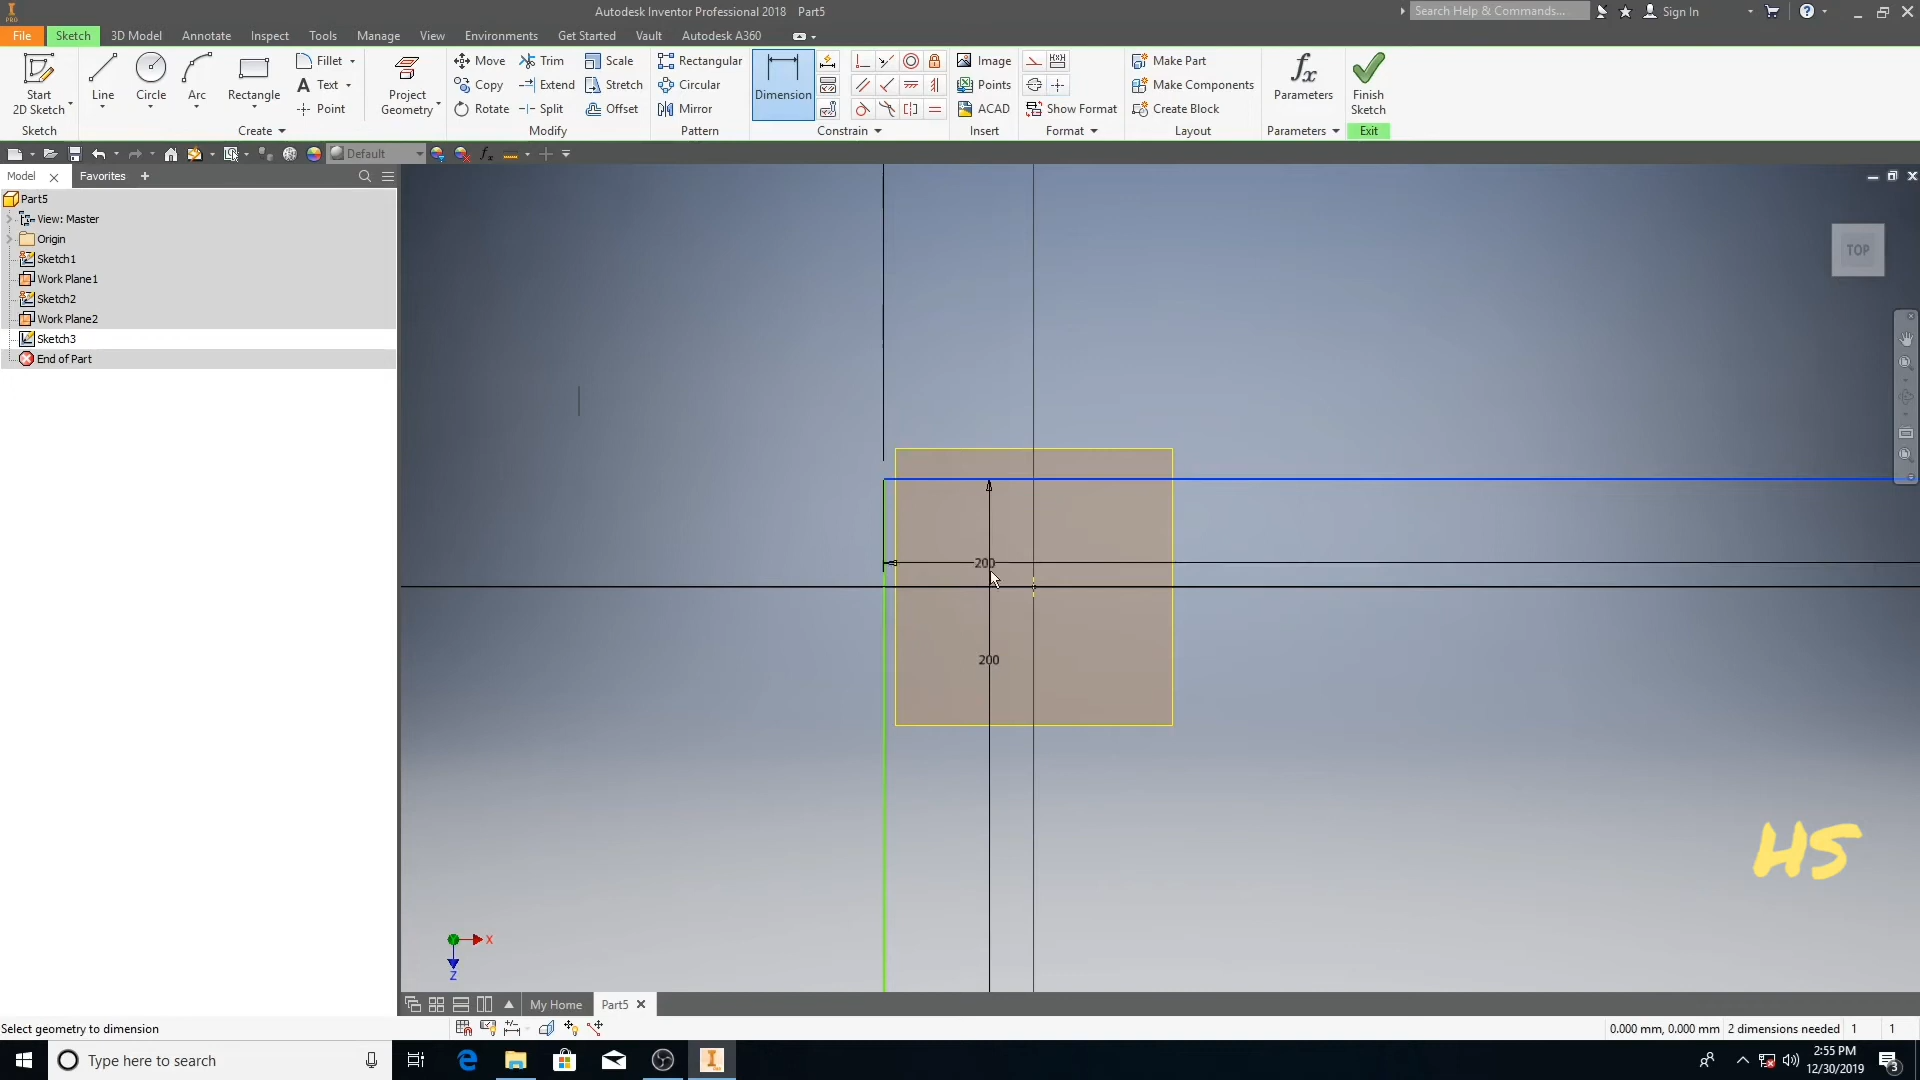 Autodesk Inventor Professional 2018 Part5
Search Help & Commands... Sign In
PRO
File Sketch 3D Model Annotate Inspect Tools Manage View Environments Get Started Vault Autodesk A360
Start 2D Sketch
Line
Circle
Arc
Rectangle
Fillet
Text
Point
Project Geometry
Move Trim Scale
Copy Extend Stretch
Rotate Split Offset
Rectangular
Circular
Mirror
Dimension
Image
Points
ACAD
Show Format
Make Part
Make Components
Create Block
fx
Parameters
Finish Sketch
Sketch Create Modify Pattern Constrain Insert Format Layout Parameters Exit
Default
Model Favorites
Part5
View: Master
Origin
Sketch1
Work Plane1
Sketch2
Work Plane2
Sketch3
End of Part
TOP
200
200
HS
X
Z
My Home Part5
Select geometry to dimension
0.000 mm, 0.000 mm 2 dimensions needed 1 1
Type here to search
2:55 PM
12/30/2019
3